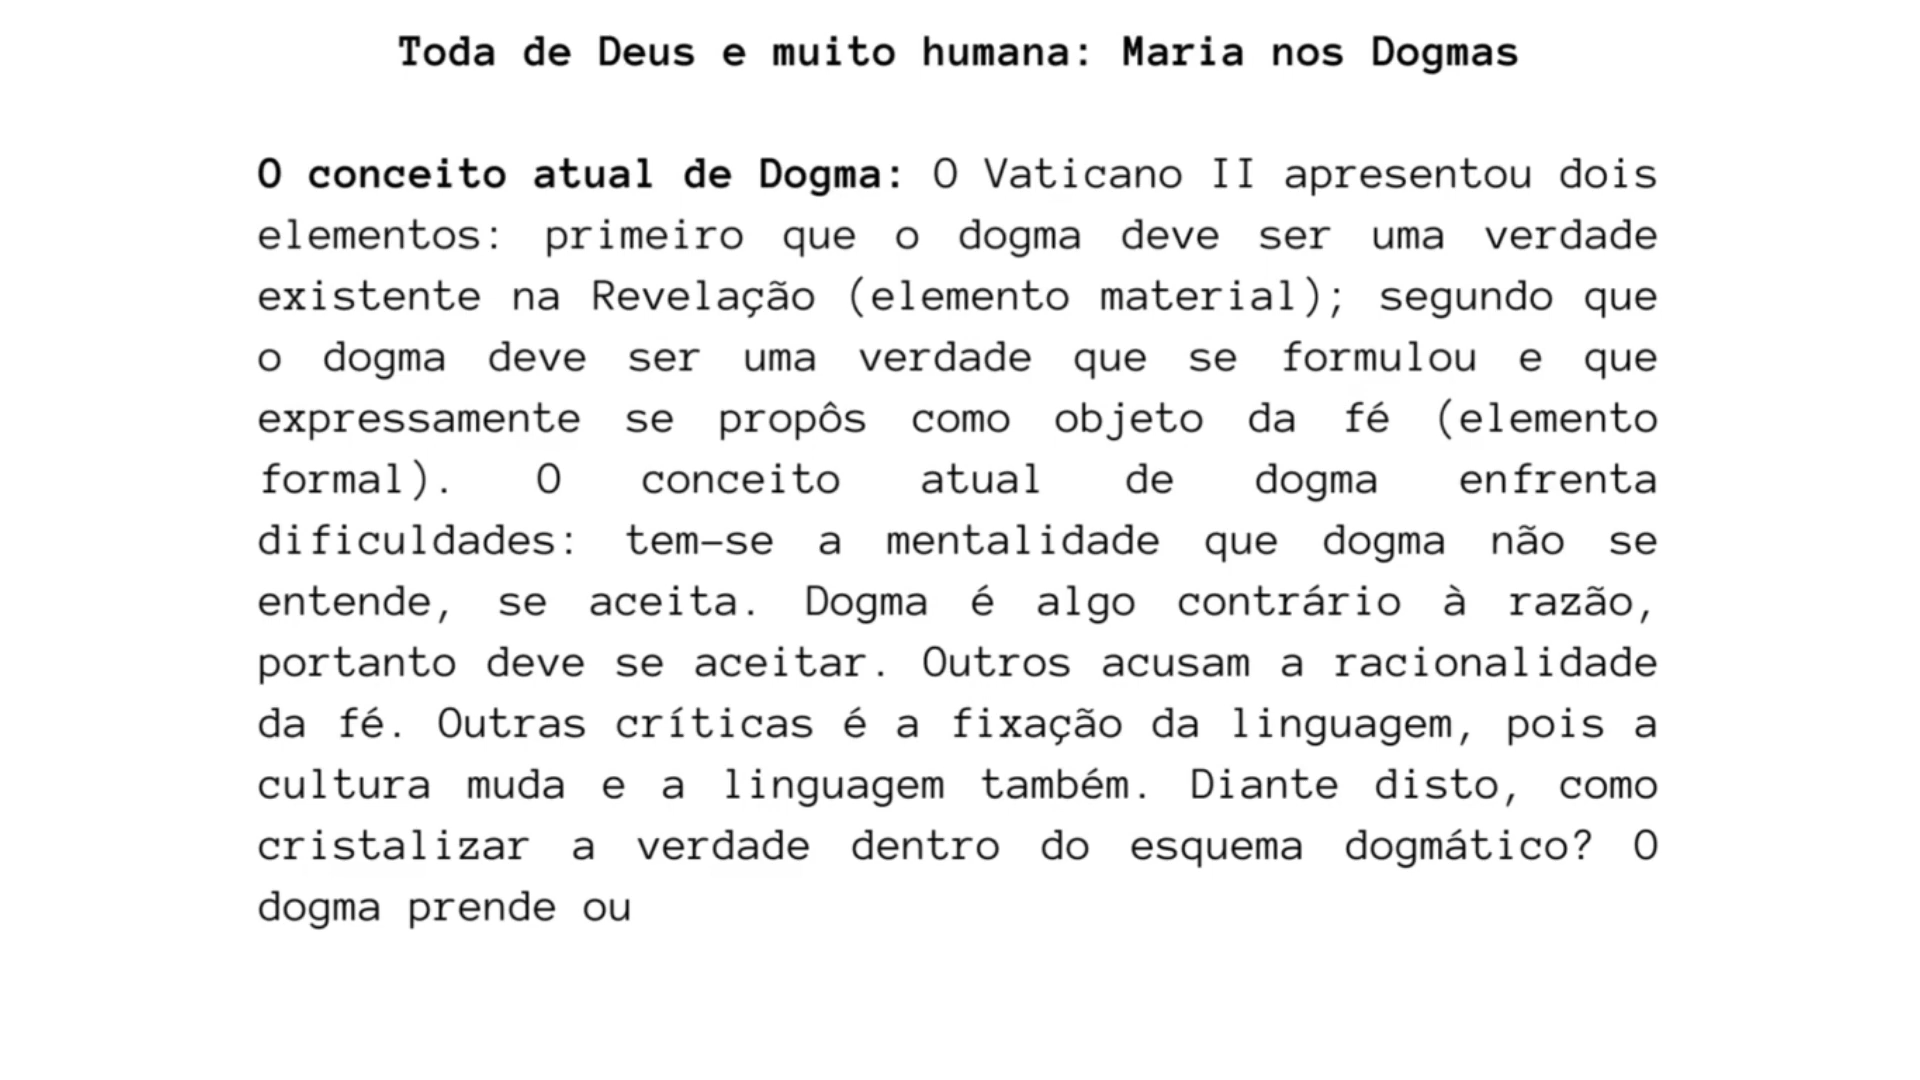 Toda de Deus e muito humana: Maria nos Dogmas
O conceito atual de Dogma: O Vaticano II apresentou dois
elementos: primeiro que o dogma deve ser uma verdade
existente na Revelação (elemento material); segundo que
o dogma deve ser uma verdade que se formulou e que
expressamente se propôs como objeto da fé (elemento
formal). O conceito atual de dogma enfrenta
dificuldades: tem–se a mentalidade que dogma não se
entende, se aceita. Dogma é algo contrário à razão,
portanto deve se aceitar. Outros acusam a racionalidade
da fé. Outras críticas é a fixação da linguagem, pois a
cultura muda e a linguagem também. Diante disto, como
cristalizar a verdade dentro do esquema dogmático? O
dogma prende ou